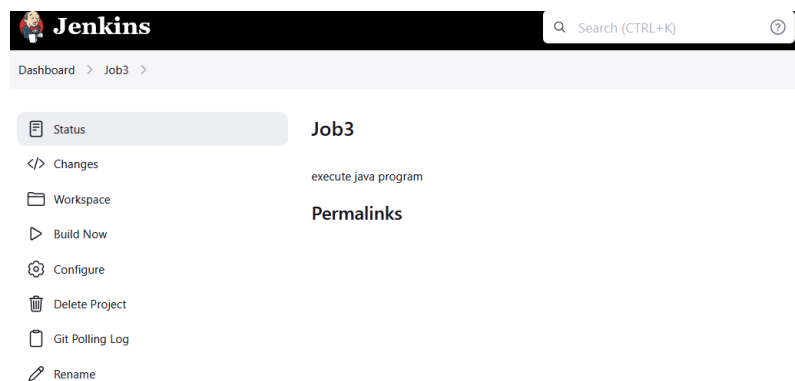 Jenkins
Search (CTRL+K)
?
Dashboard > Job3 >
Status
Changes
Workspace
Build Now
Configure
Delete Project
Git Polling Log
Rename
Job3
execute java program
Permalinks